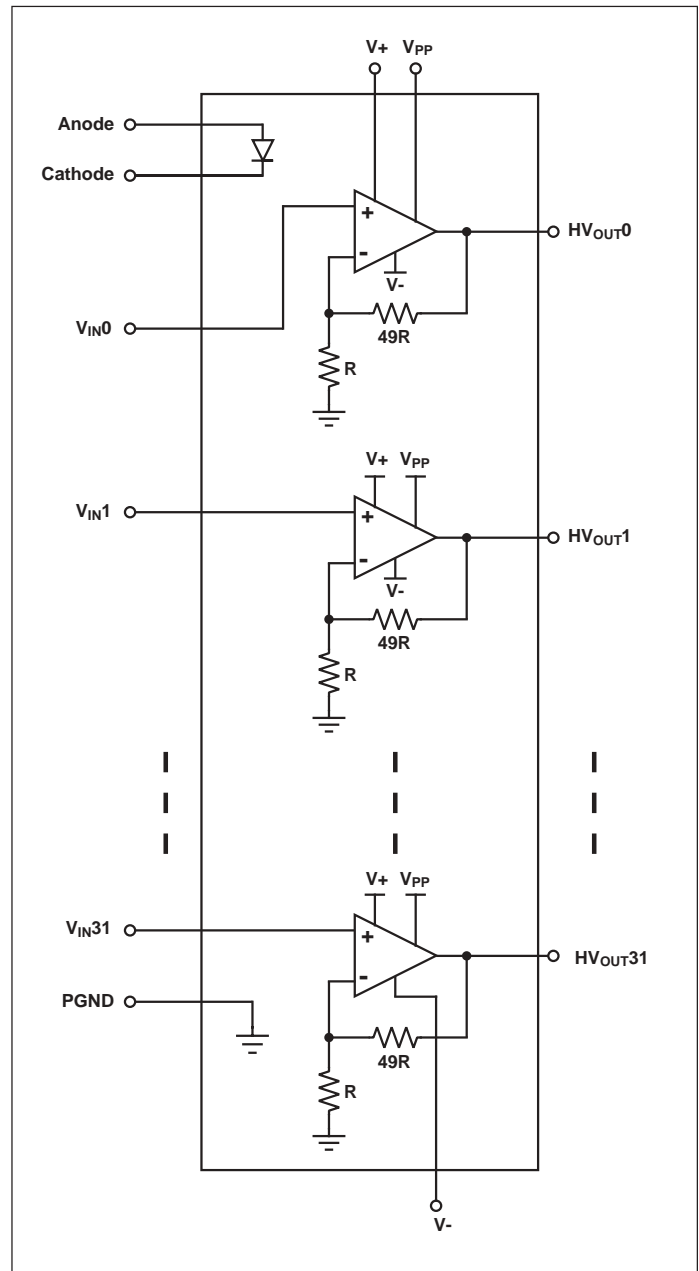 V+ VPP
Anode
Cathode
+
-
HVOUT0
V-
VIN0
49R
R
V+ VPP
VIN1
+
-
HVOUT1
V-
49R
R
V+ VPP
VIN31
+
-
HVOUT31
PGND
49R
R
V-